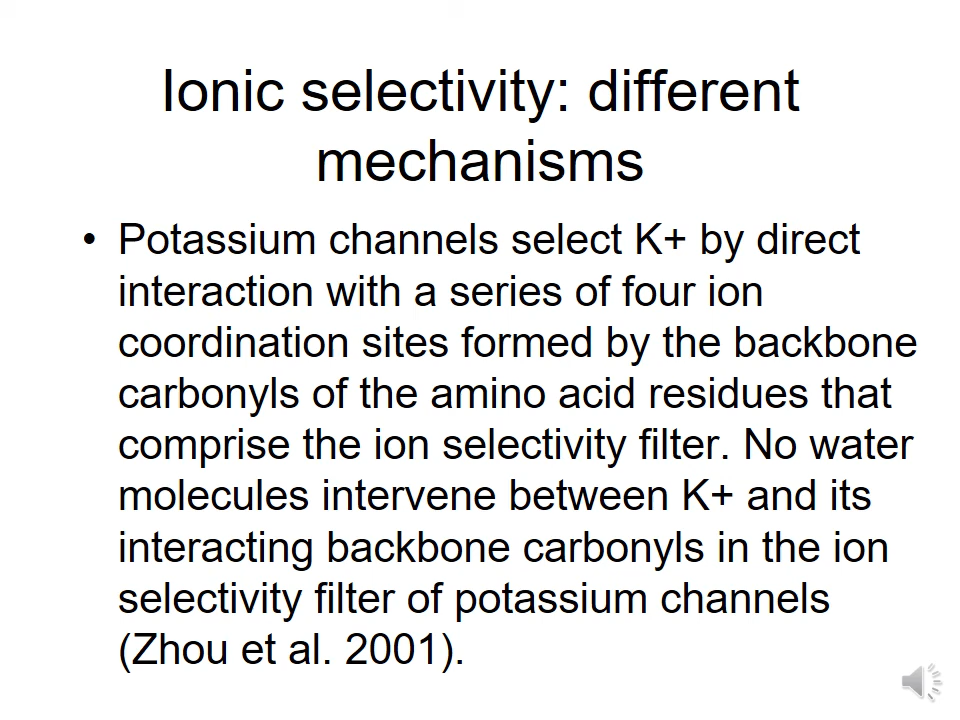 Ionic selectivity: different
mechanisms
• Potassium channels select K+ by direct
interaction with a series of four ion
coordination sites formed by the backbone
carbonyls of the amino acid residues that
comprise the ion selectivity filter. No water
molecules intervene between K+ and its
interacting backbone carbonyls in the ion
selectivity filter of potassium channels
(Zhou et al. 2001).